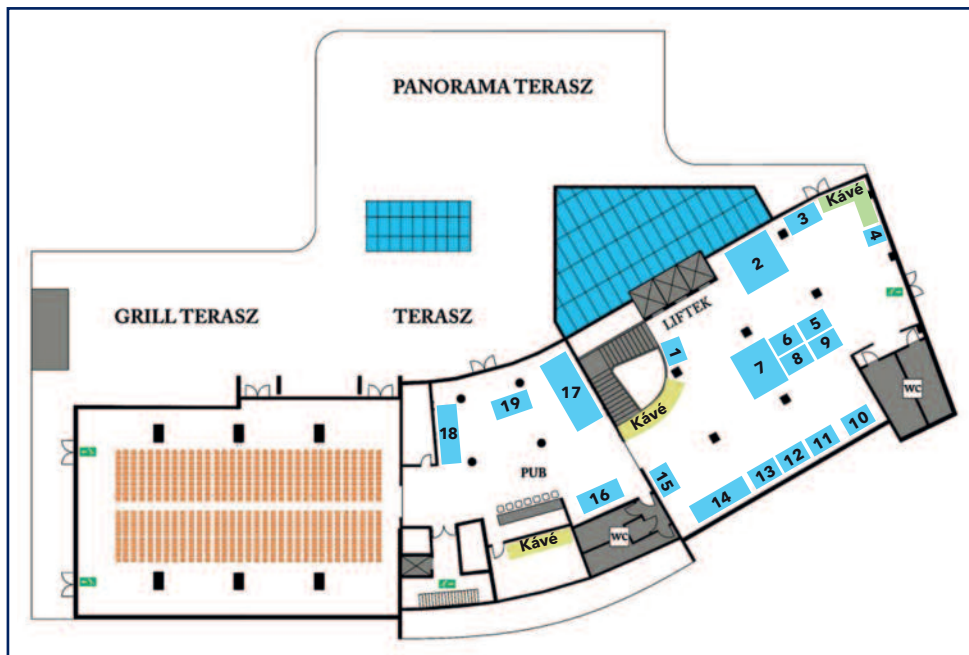 PANORAMA TERASZ
Kávé
3
4
2
GRILL TERASZ
TERASZ
LIFTEK
1
5
6
9
8
7
17
19
18
Kávé
WC
10
11
12
13
14
15
PUB
16
WC
Kávé